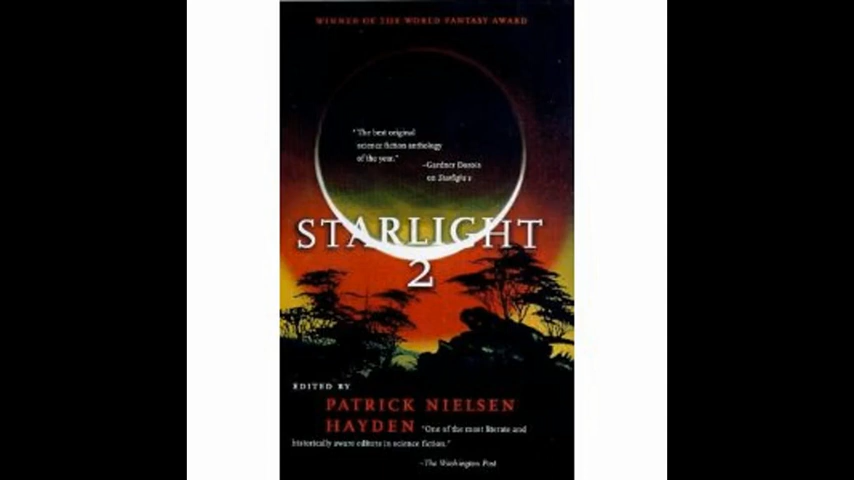 WINNER OF THE WORLD FANTASY AWARD
"The best original
science fiction anthology
of the year."
–Gardner Dozois
on Starlight 1
STARLIGHT
2
EDITED BY
PATRICK NIELSEN
HAYDEN "One of the most literate and
historically aware editors in science fiction."
–The Washington Post